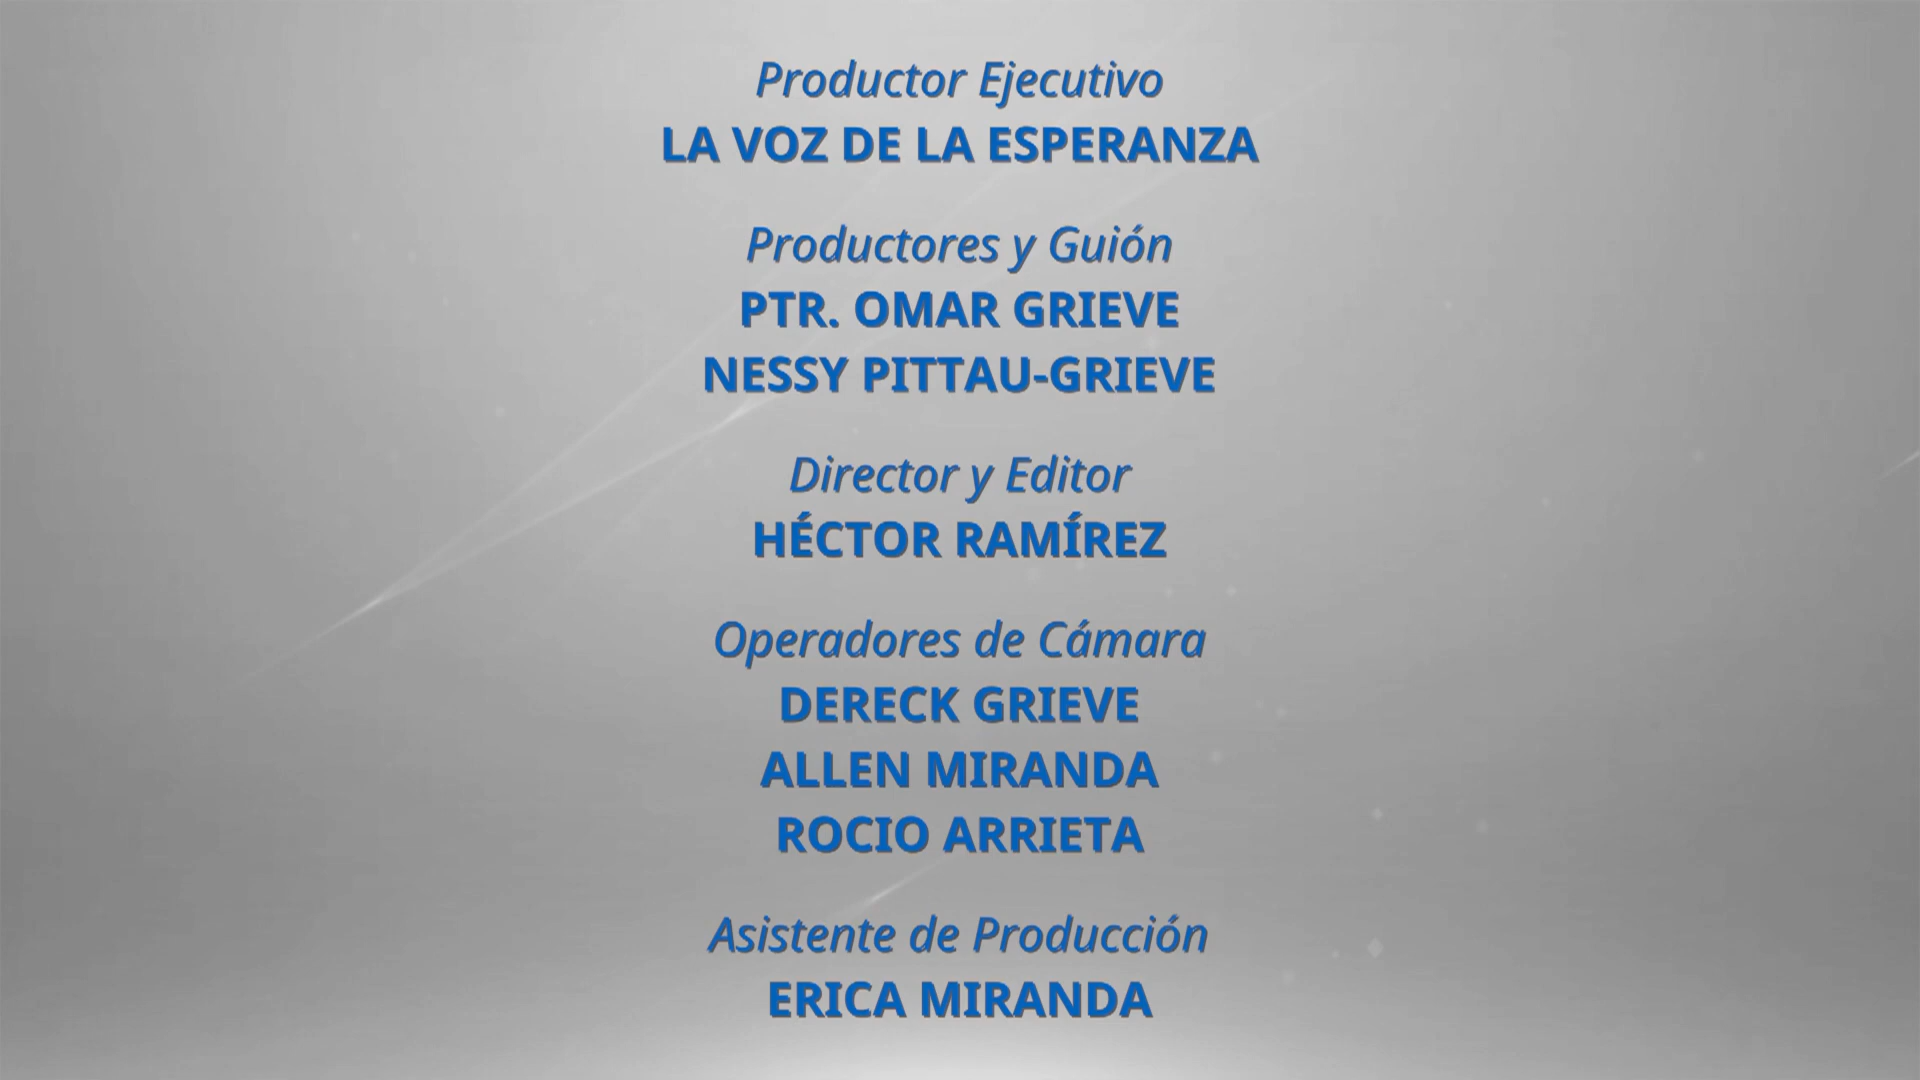 Productor Ejecutivo
LA VOZ DE LA ESPERANZA
Productores y Guión
PTR. OMAR GRIEVE
NESSY PITTAU-GRIEVE
Director y Editor
HÉCTOR RAMÍREZ
Operadores de Cámara
DERECK GRIEVE
ALLEN MIRANDA
ROCIO ARRIETA
Asistente de Producción
ERICA MIRANDA